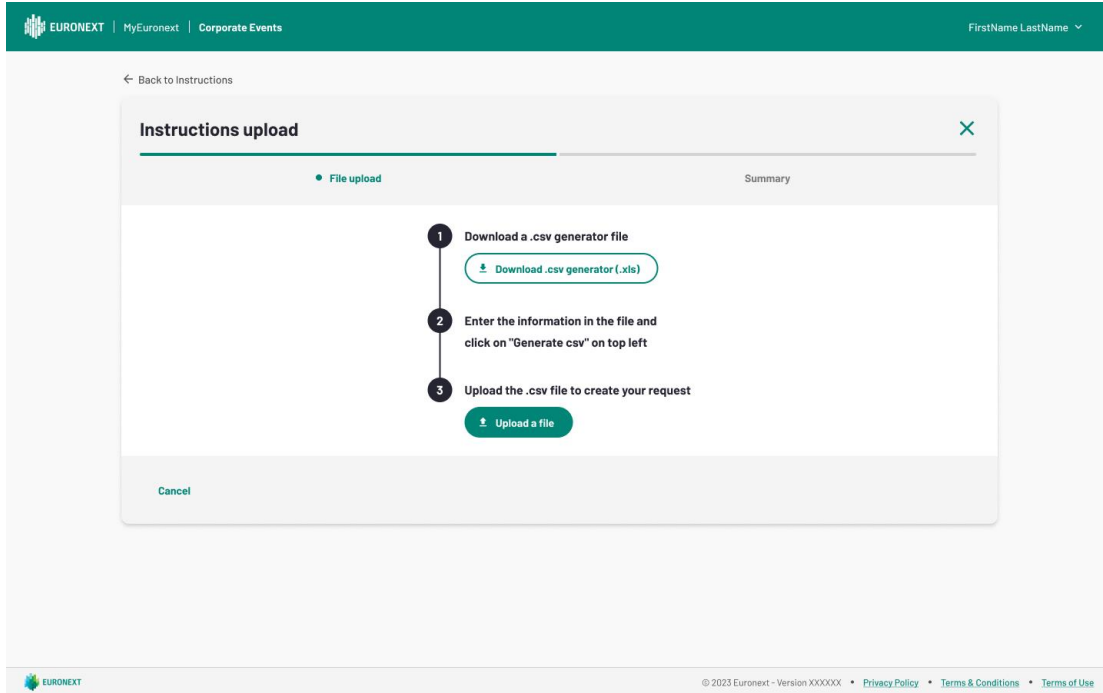 EURONEXT | MyEuronext | Corporate Events
FirstName LastName
Back to Instructions
Instructions upload
File upload
Summary
1 Download a .csv generator file
Download .csv generator (.xls)
2 Enter the information in the file and
click on "Generate csv" on top left
3 Upload the .csv file to create your request
Upload a file
Cancel
EURONEXT
© 2023 Euronext - Version XXXXXX • Privacy Policy • Terms & Conditions • Terms of Use